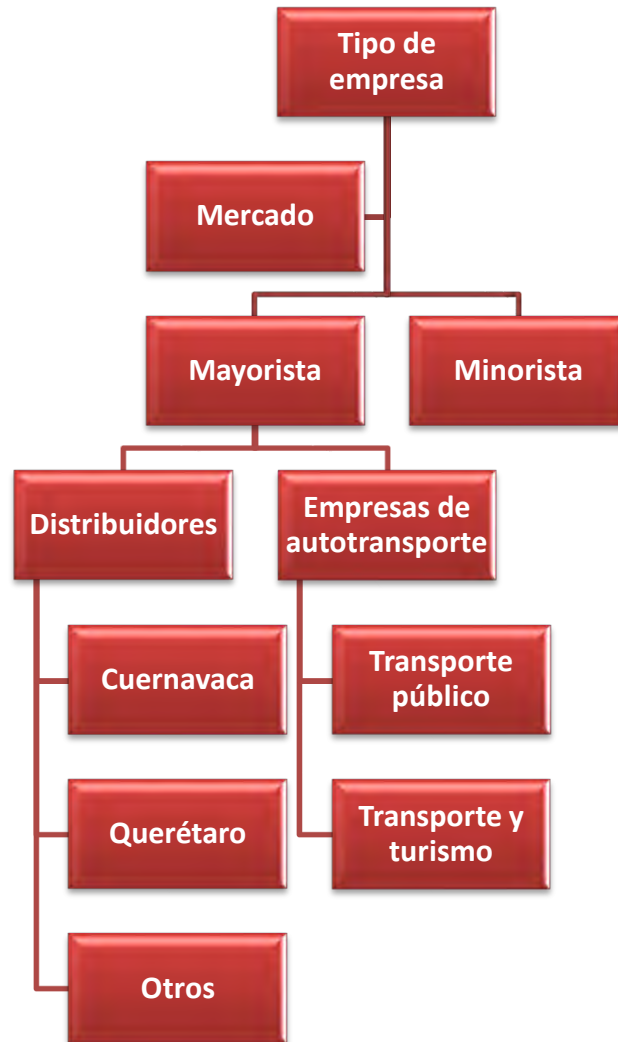 Tipo de
empresa
Mercado
Mayorista
Minorista
Distribuidores
Empresas de
autotransporte
Cuernavaca
Transporte
público
Querétaro
Transporte y
turismo
Otros